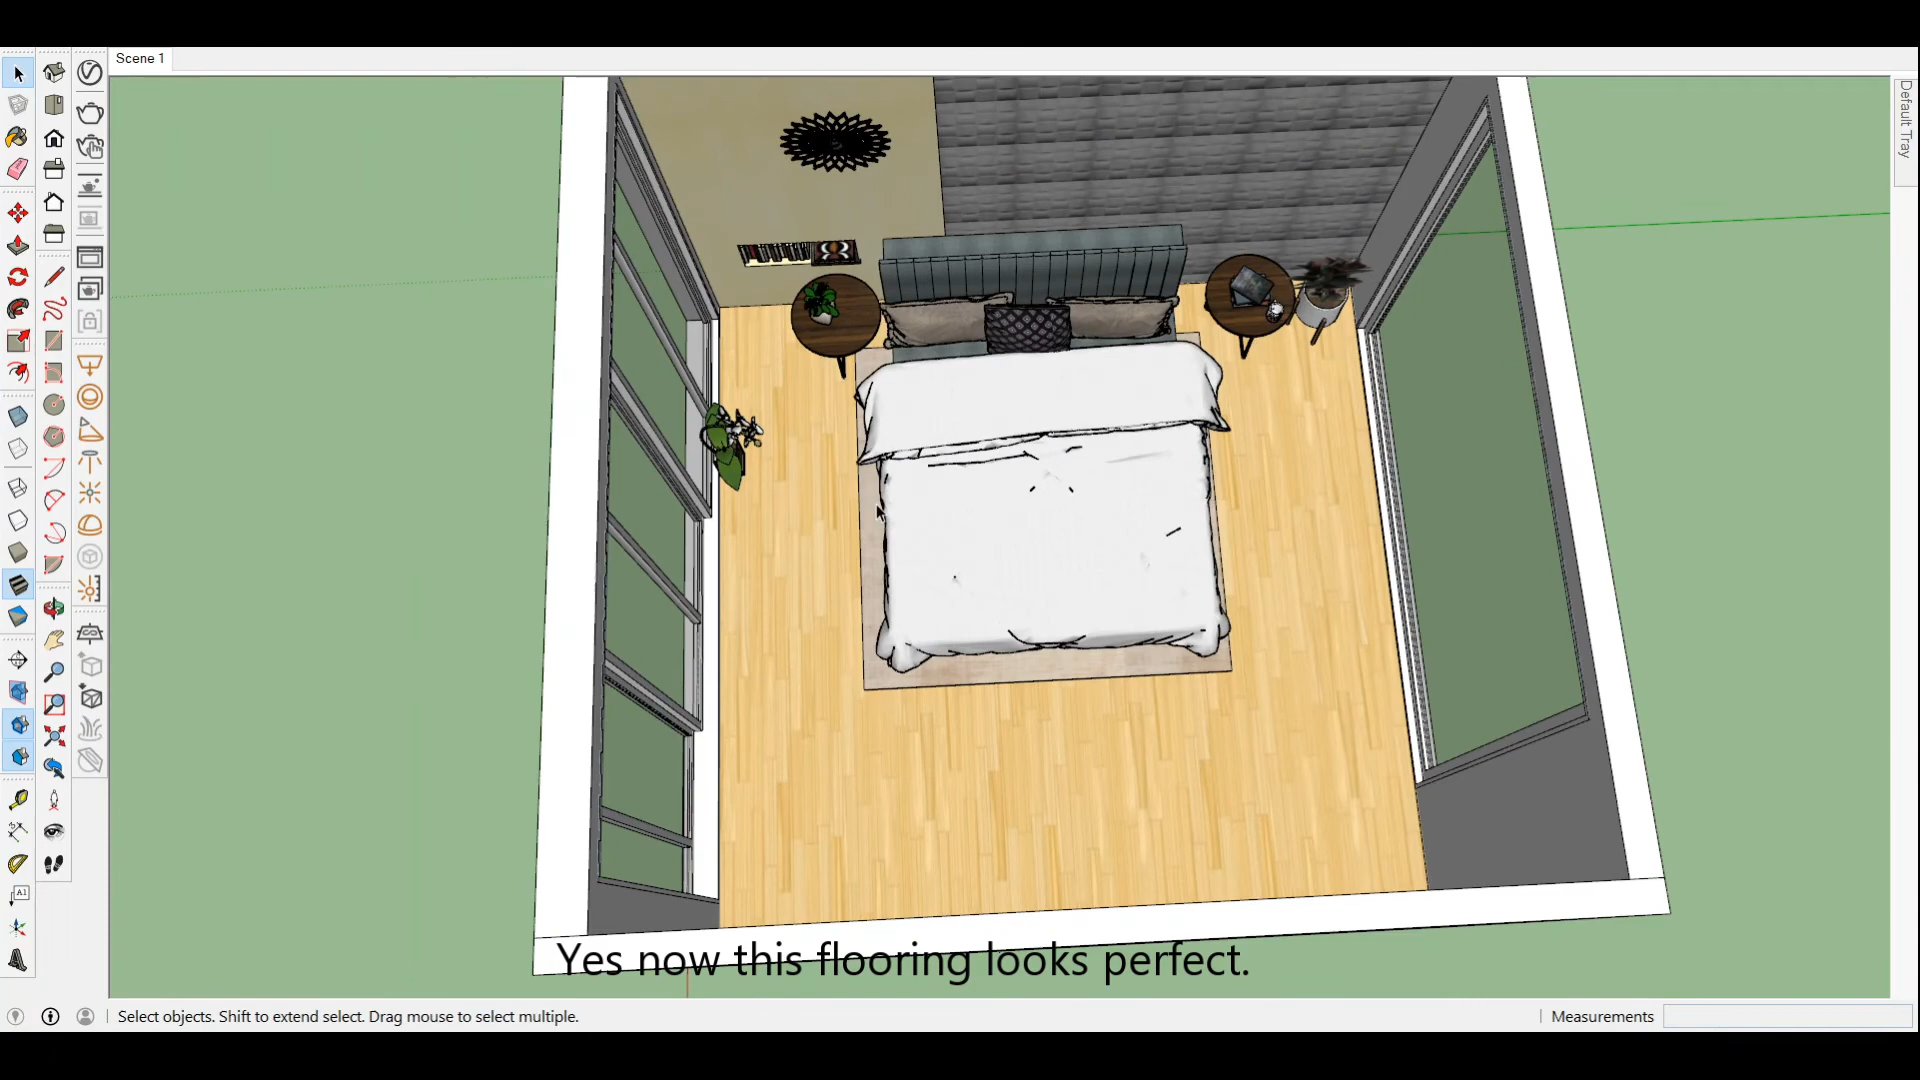 Scene 1
Default Tray
A1
Yes now this flooring looks perfect.
Select objects. Shift to extend select. Drag mouse to select multiple.
Measurements